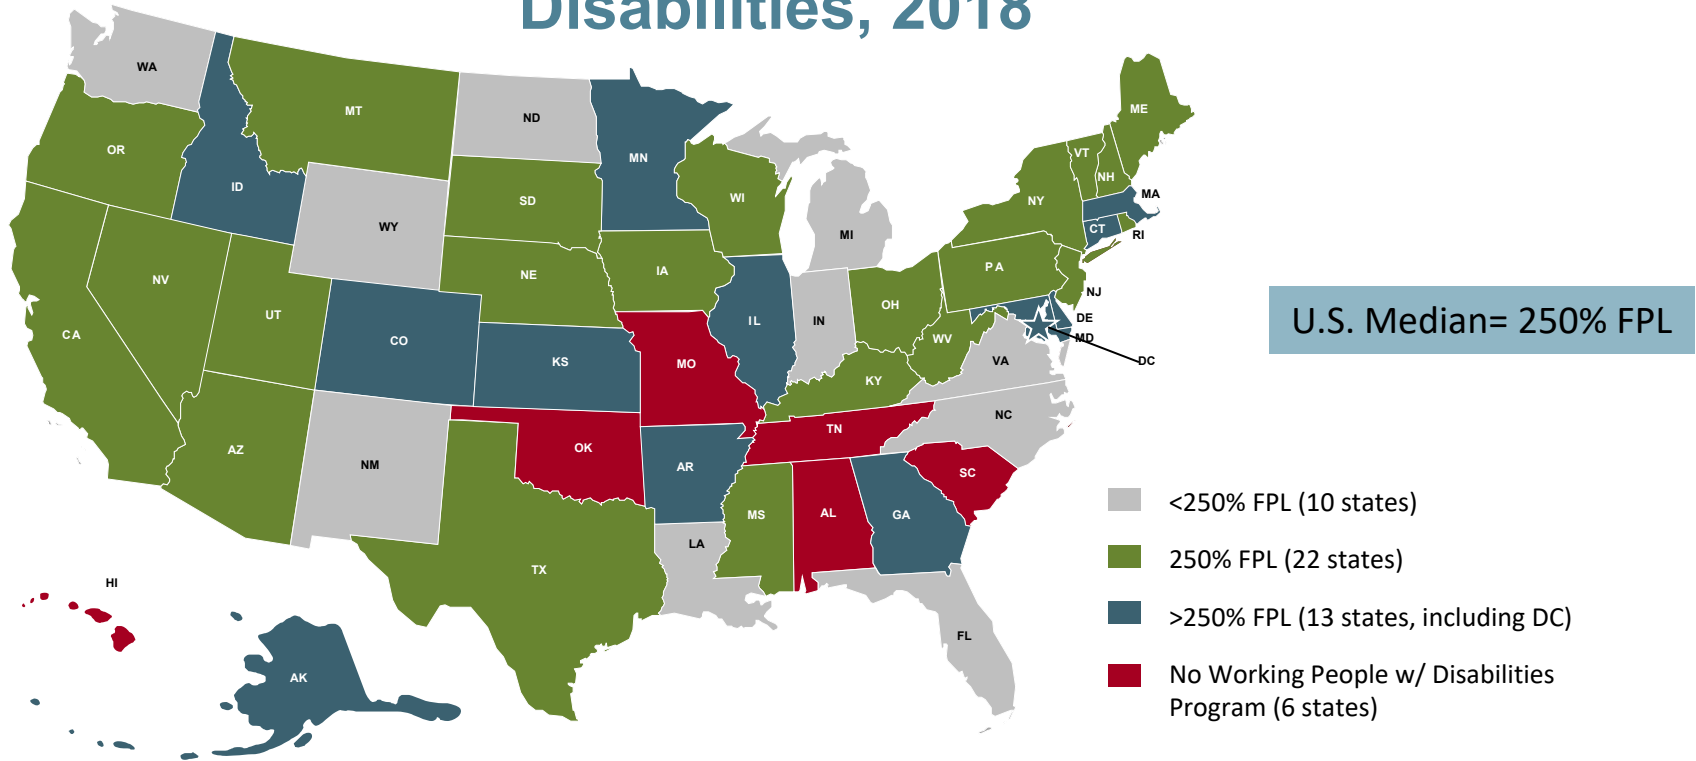 Disabilities, 2018
WA
MT
ND
MN
ME
OR
ID
SD
WI
VT
NH
MA
NY
WY
MI
CT
RI
NV
NE
IA
PA
NJ
UT
OH
DE
CA
CO
IL
IN
WV
MD
KS
MO
VA
DC
KY
U.S. Median= 250% FPL
AZ
NM
OK
AR
TN
NC
SC
MS
AL
GA
LA
TX
HI
FL
AK
<250% FPL (10 states)
250% FPL (22 states)
>250% FPL (13 states, including DC)
No Working People w/ Disabilities
Program (6 states)